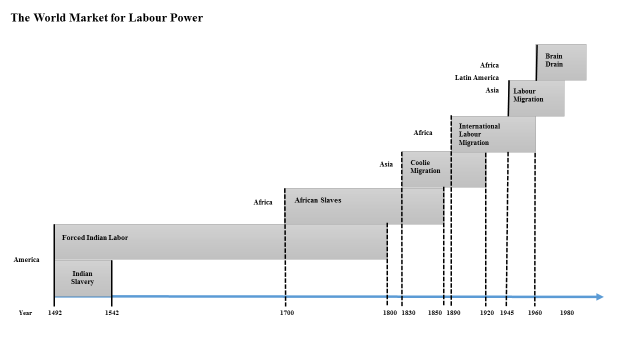 The World Market for Labour Power
Brain
Drain
Africa
Latin America
Asia
Labour
Migration
Africa
International
Labour
Migration
Asia
Coolie
Migration
Africa
African Slaves
Forced Indian Labor
America
Indian
Slavery
Year 1492 1542 1700 1800 1830 1850 1890 1920 1945 1960 1980